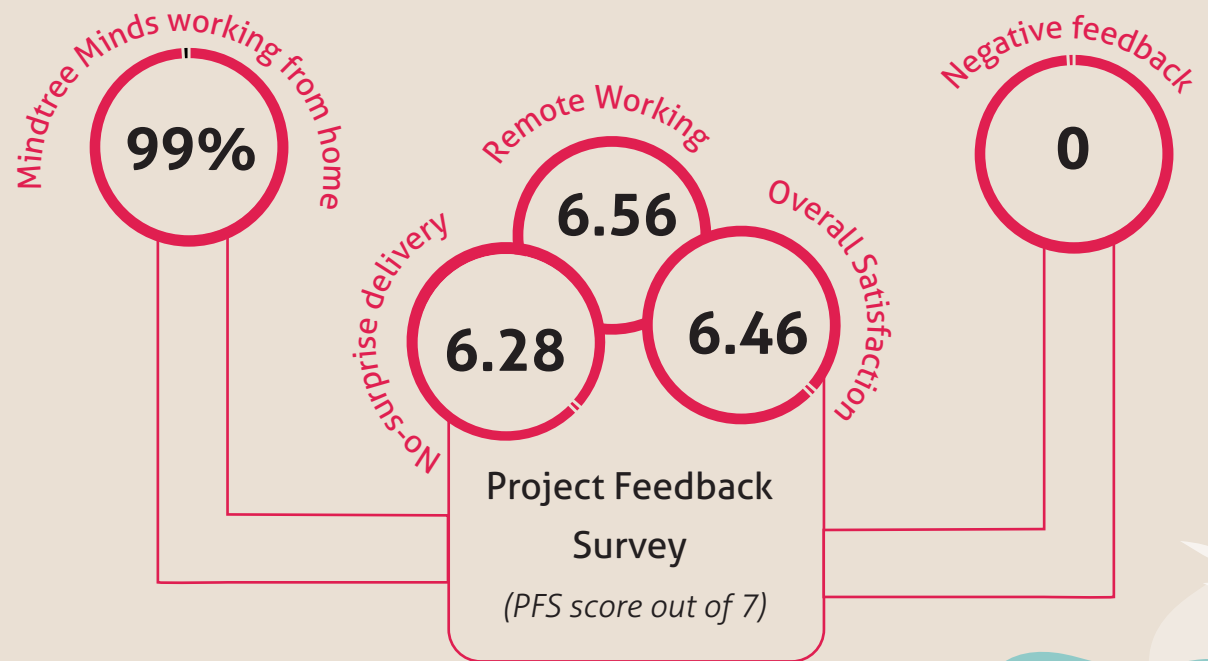 Mindtree Minds working from home
99%
Remote Working
6.56
No-surprise delivery
6.28
Overall Satisfaction
6.46
Negative feedback
0
Project Feedback
Survey
(PFS score out of 7)